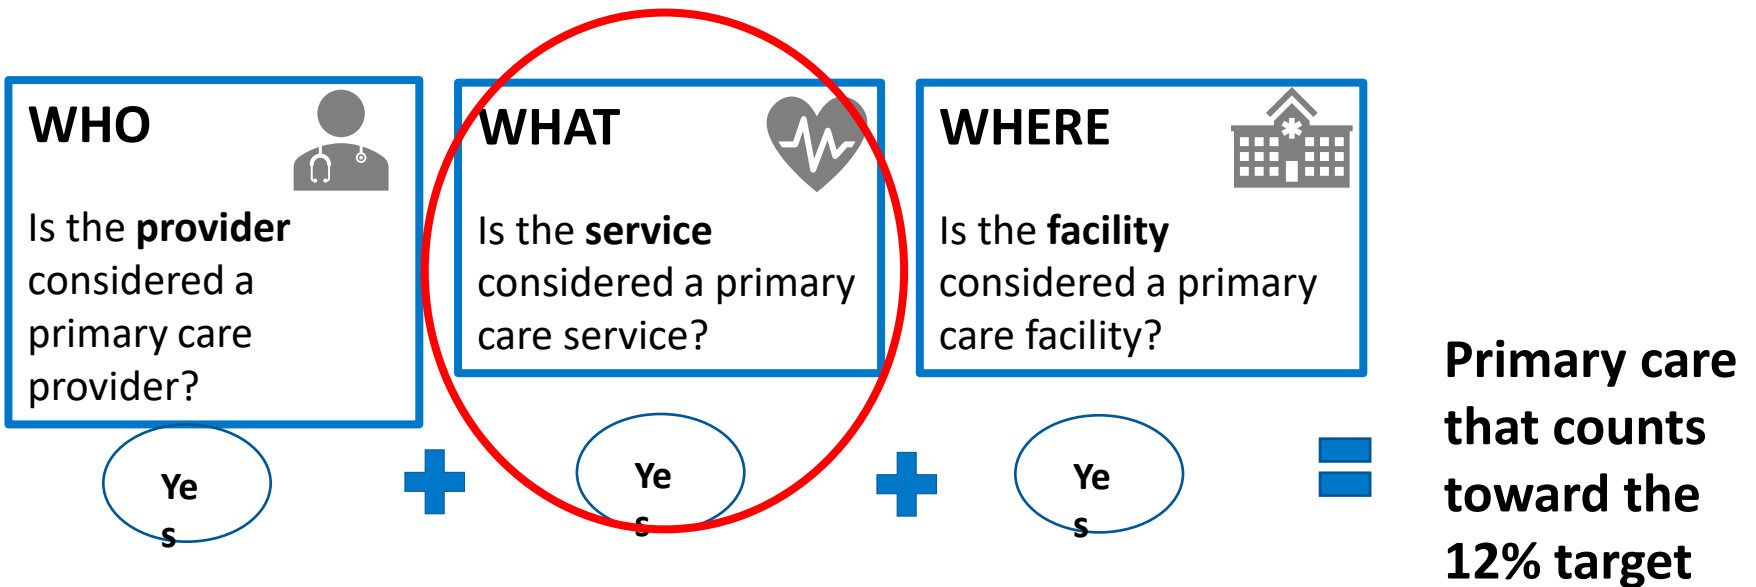 WHO
Is the provider
considered a
primary care
provider?
WHAT
Is the service
considered a primary
care service?
WHERE
Is the facility
considered a primary
care facility?
Ye
s
Ye
s
Ye
s
Primary care
that counts
toward the
12% target